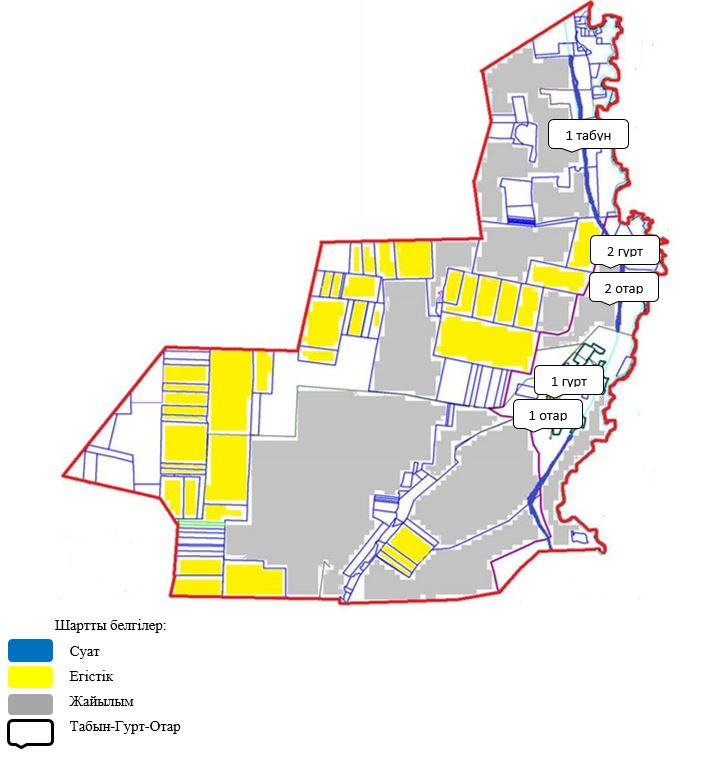 1 табун
2 гурт
2 отар
1 гурт
1 отар
Шартты белгілер:
Суат
Егістік
Жайылым
Табын-Гурт-Отар